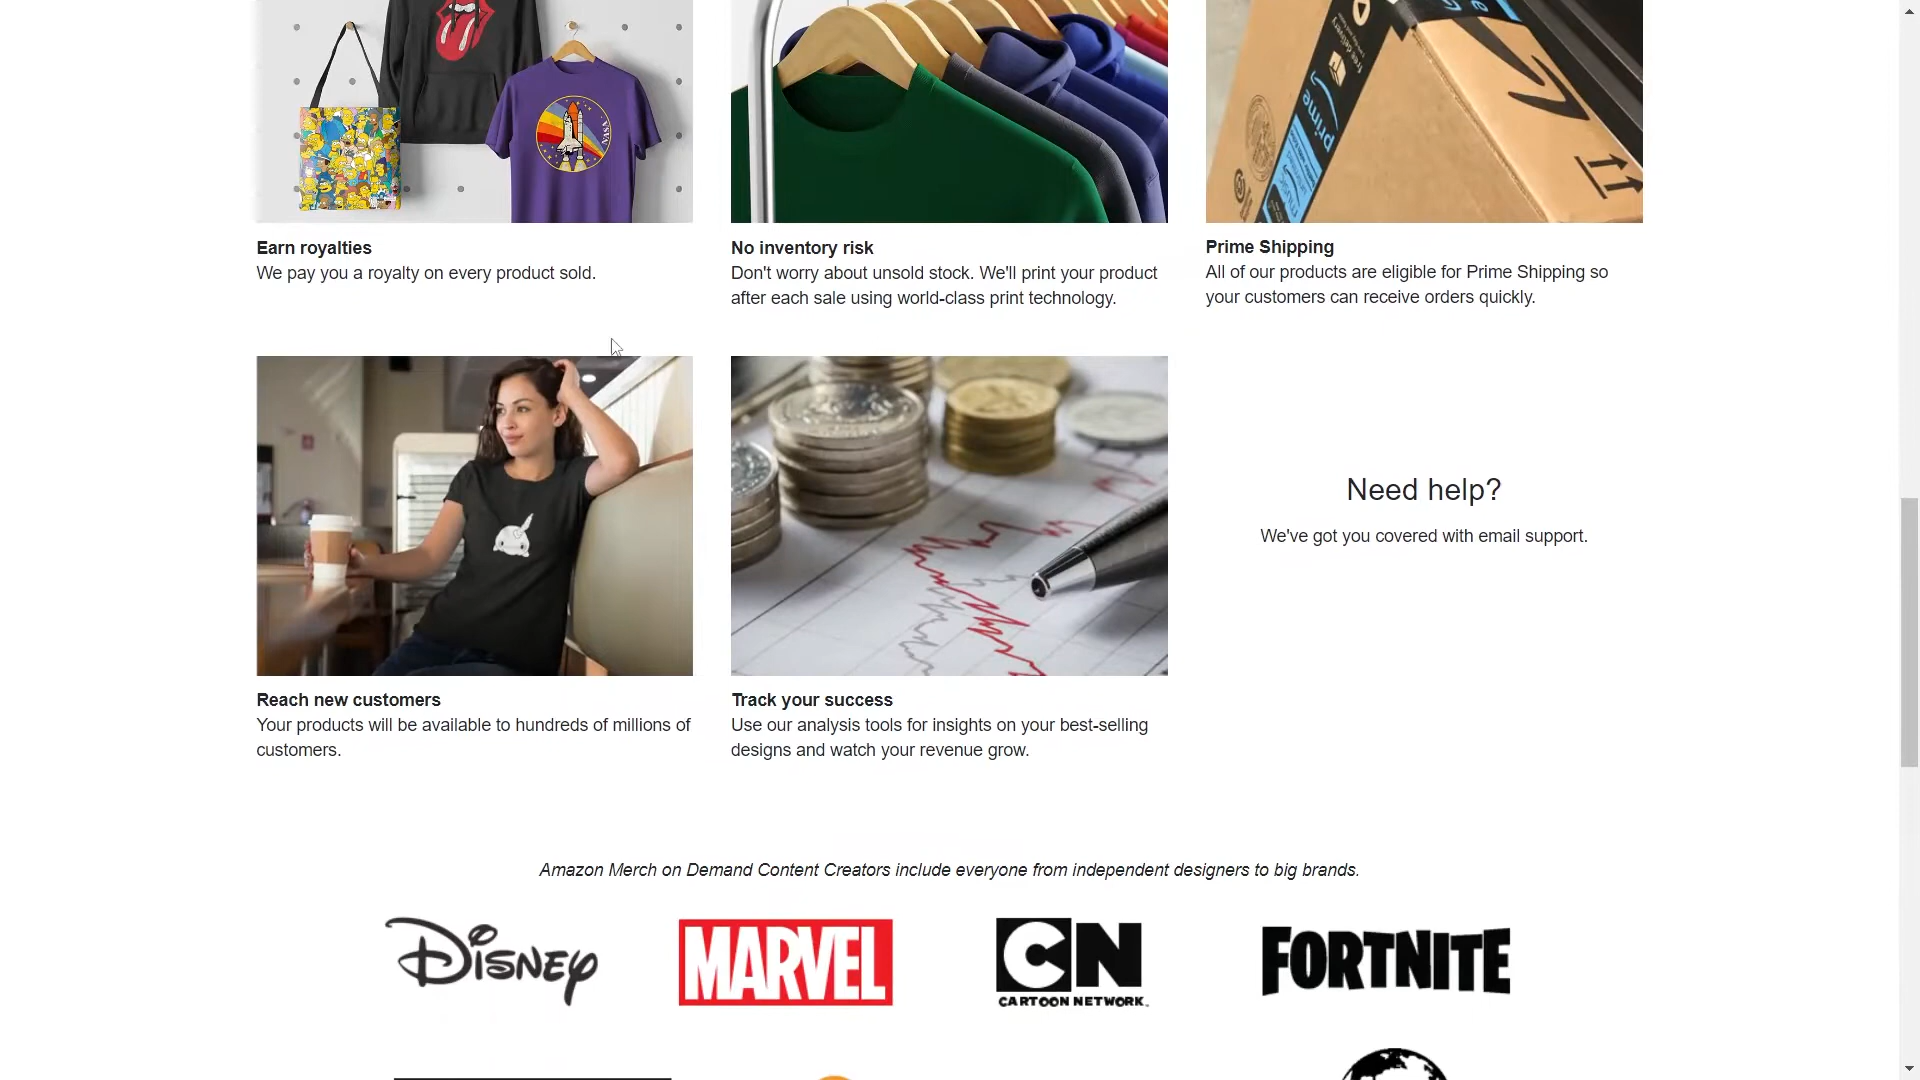 NASA
prime
prime
free delivery
Earn royalties
We pay you a royalty on every product sold.
No inventory risk
Don't worry about unsold stock. We'll print your product
after each sale using world-class print technology.
Prime Shipping
All of our products are eligible for Prime Shipping so
your customers can receive orders quickly.
Need help?
We've got you covered with email support.
Reach new customers
Your products will be available to hundreds of millions of
customers.
Track your success
Use our analysis tools for insights on your best-selling
designs and watch your revenue grow.
Amazon Merch on Demand Content Creators include everyone from independent designers to big brands.
DISNEY
MARVEL
CN
CARTOON NETWORK
FORTNITE